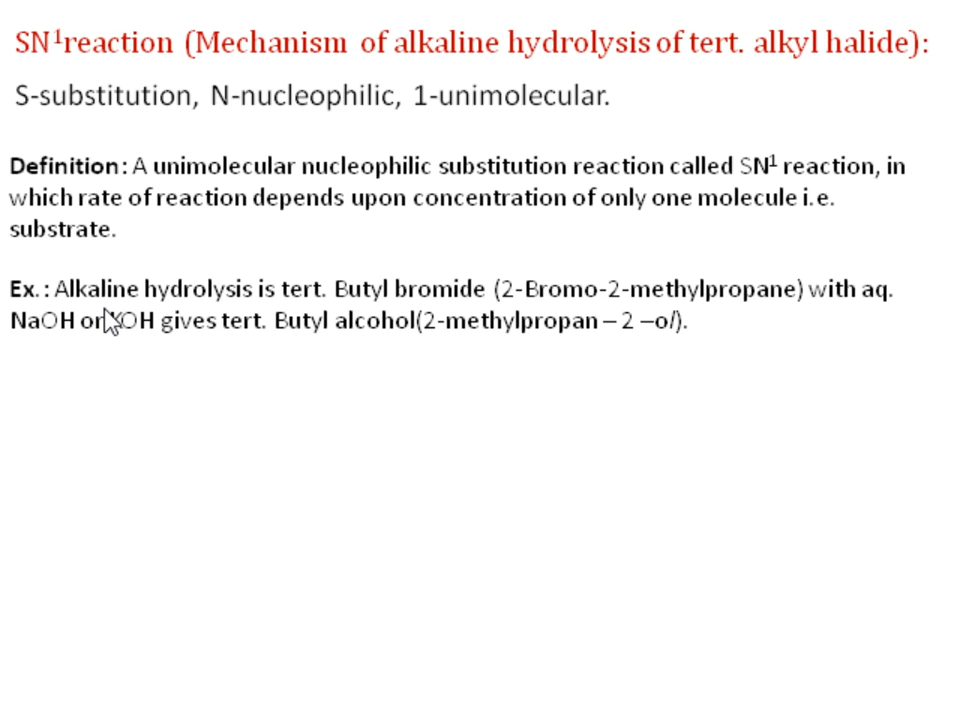 SN¹reaction (Mechanism of alkaline hydrolysis of tert. alkyl halide):
S-substitution, N-nucleophilic, 1-unimolecular.
Definition: A unimolecular nucleophilic substitution reaction called SN¹ reaction, in
which rate of reaction depends upon concentration of only one molecule i.e.
substrate.
Ex.: Alkaline hydrolysis is tert. Butyl bromide (2-Bromo-2-methylpropane) with aq.
NaOH or KOH gives tert. Butyl alcohol(2-methylpropan – 2 –ol).